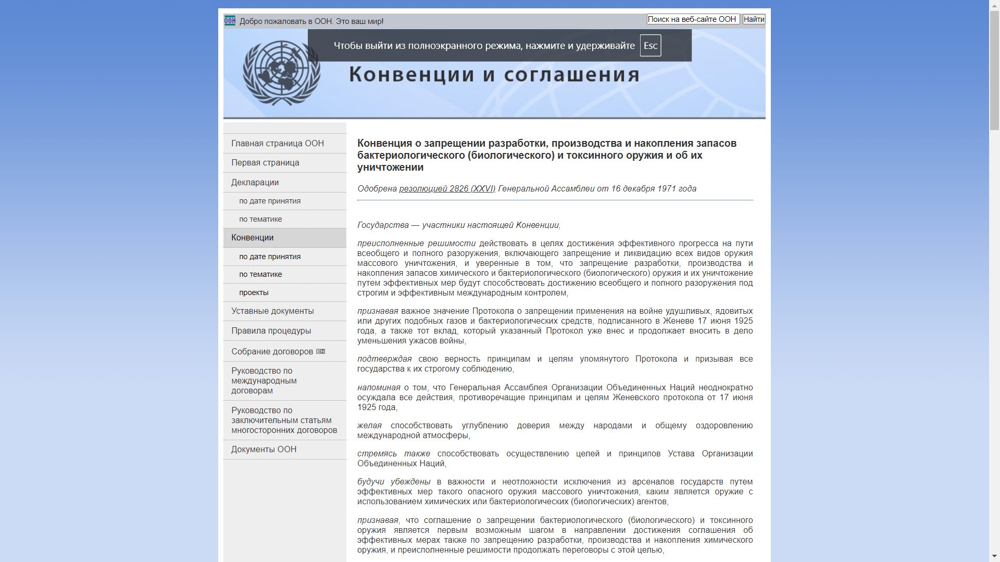 ООН Добро пожаловать в ООН. Это ваш мир! Поиск на веб-сайте ООН Найти
Чтобы выйти из полноэкранного режима, нажмите и удерживайте Esc
Конвенции и соглашения
Главная страница ООН
Первая страница
Декларации
по дате принятия
по тематике
Конвенции
по дате принятия
по тематике
проекты
Уставные документы
Правила процедуры
Собрание договоров EN
Руководство по
международным
договорам
Руководство по
заключительным статьям
многосторонних договоров
Документы ООН
Конвенция о запрещении разработки, производства и накопления запасов
бактериологического (биологического) и токсинного оружия и об их
уничтожении
Одобрена резолюцией 2826 (XXVI) Генеральной Ассамблеи от 16 декабря 1971 года
Государства — участники настоящей Конвенции,
преисполненные решимости действовать в целях достижения эффективного прогресса на пути
всеобщего и полного разоружения, включающего запрещение и ликвидацию всех видов оружия
массового уничтожения, и уверенные в том, что запрещение разработки, производства и
накопления запасов химического и бактериологического (биологического) оружия и их уничтожение
путем эффективных мер будут способствовать достижению всеобщего и полного разоружения под
строгим и эффективным международным контролем,
признавая важное значение Протокола о запрещении применения на войне удушливых, ядовитых
или других подобных газов и бактериологических средств, подписанного в Женеве 17 июня 1925
года, а также тот вклад, который указанный Протокол уже внес и продолжает вносить в дело
уменьшения ужасов войны,
подтверждая свою верность принципам и целям упомянутого Протокола и призывая все
государства к их строгому соблюдению,
напоминая о том, что Генеральная Ассамблея Организации Объединенных Наций неоднократно
осуждала все действия, противоречащие принципам и целям Женевского протокола от 17 июня
1925 года,
желая способствовать углублению доверия между народами и общему оздоровлению
международной атмосферы,
стремясь также способствовать осуществлению целей и принципов Устава Организации
Объединенных Наций,
будучи убеждены в важности и неотложности исключения из арсеналов государств путем
эффективных мер такого опасного оружия массового уничтожения, каким является оружие с
использованием химических или бактериологических (биологических) агентов,
признавая, что соглашение о запрещении бактериологического (биологического) и токсинного
оружия является первым возможным шагом в направлении достижения соглашения об
эффективных мерах также по запрещению разработки, производства и накопления химического
оружия, и преисполненные решимости продолжать переговоры с этой целью,